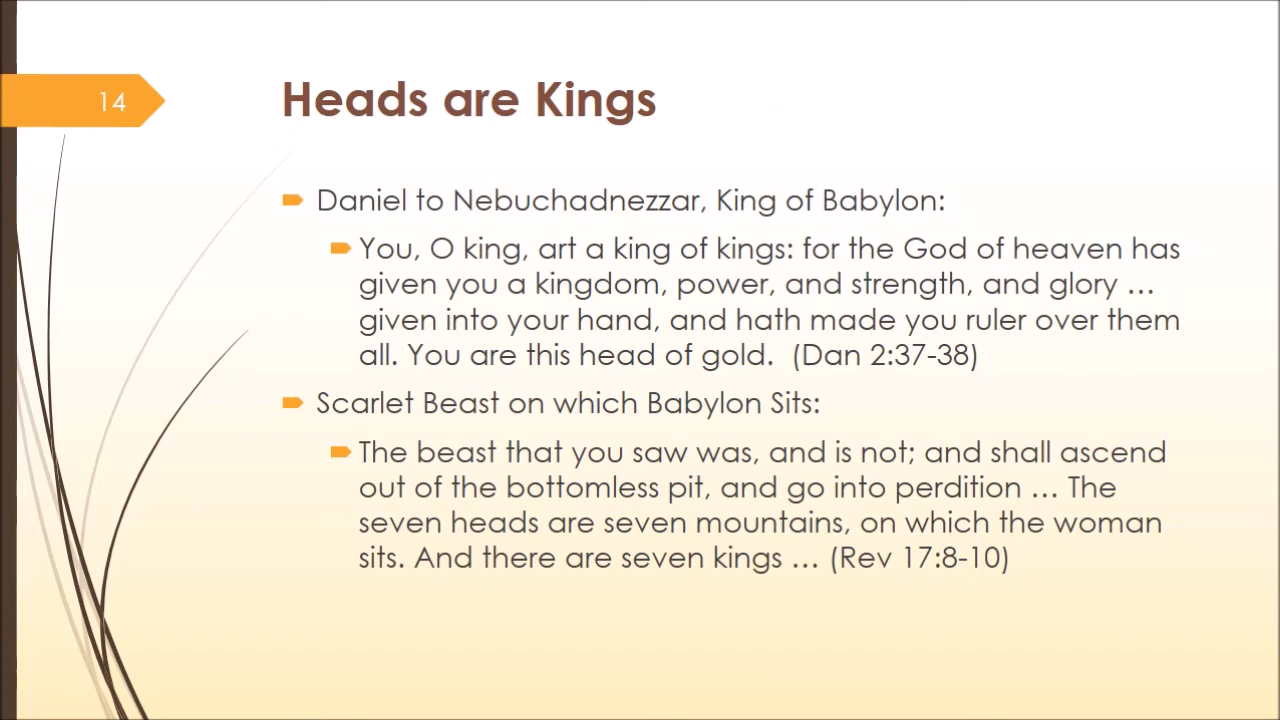 14
Heads are Kings
Daniel to Nebuchadnezzar, King of Babylon:
You, O king, art a king of kings: for the God of heaven has
given you a kingdom, power, and strength, and glory …
given into your hand, and hath made you ruler over them
all. You are this head of gold.  (Dan 2:37-38)
Scarlet Beast on which Babylon Sits:
The beast that you saw was, and is not; and shall ascend
out of the bottomless pit, and go into perdition … The
seven heads are seven mountains, on which the woman
sits. And there are seven kings … (Rev 17:8-10)